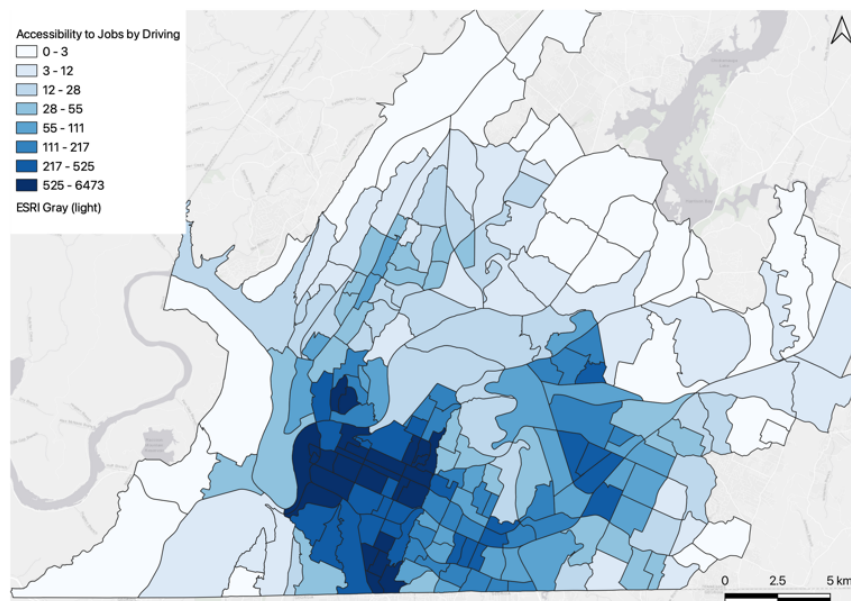 Accessibility to Jobs by Driving
0 - 3
3 - 12
12 - 28
28 - 55
55 - 111
111 - 217
217 - 525
525 - 6473
ESRI Gray (light)
0 2.5 5 km